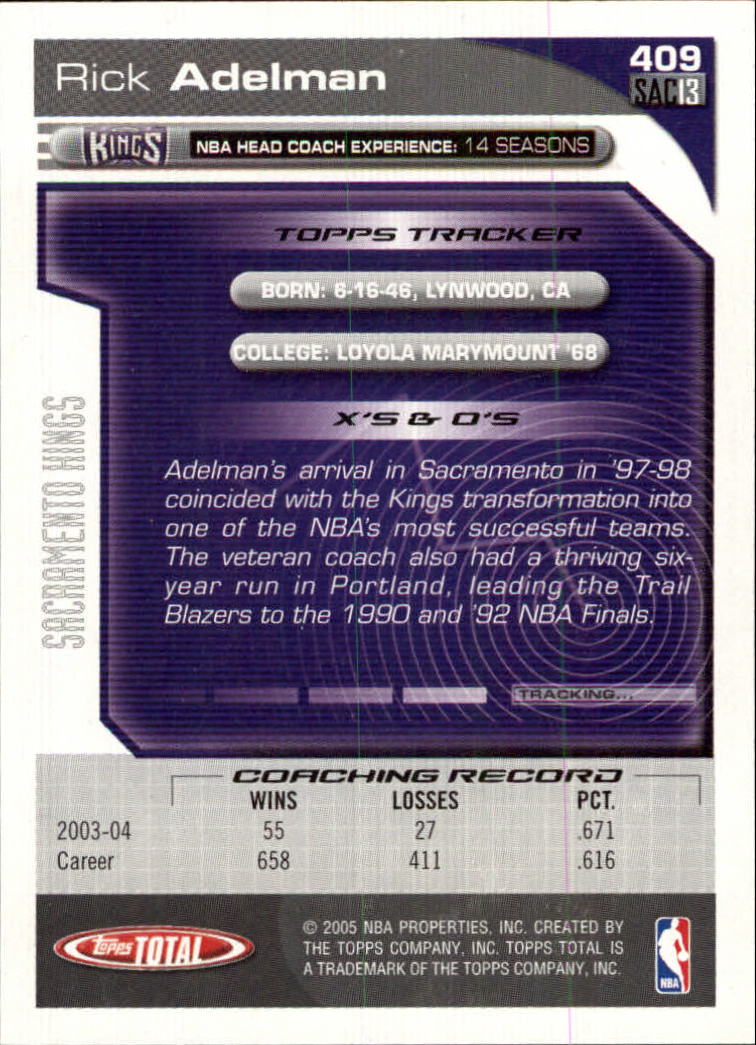 Rick Adelman
409
SAC13
KINGS
NBA HEAD COACH EXPERIENCE: 14 SEASONS
TOPPS TRACKER
BORN: 6-16-46, LYNWOOD, CA
COLLEGE: LOYOLA MARYMOUNT '68
X'S & O'S
SACRAMENTO KINGS
Adelman's arrival in Sacramento in '97-98
coincided with the Kings transformation into
one of the NBA's most successful teams.
The veteran coach also had a thriving six-
year run in Portland, leading the Trail
Blazers to the 1990 and '92 NBA Finals.
TRACKING...
COACHING RECORD
WINS LOSSES PCT.
2003-04 55 27 .671
Career 658 411 .616
Topps TOTAL
© 2005 NBA PROPERTIES, INC. CREATED BY
THE TOPPS COMPANY, INC. TOPPS TOTAL IS
A TRADEMARK OF THE TOPPS COMPANY, INC.
NBA